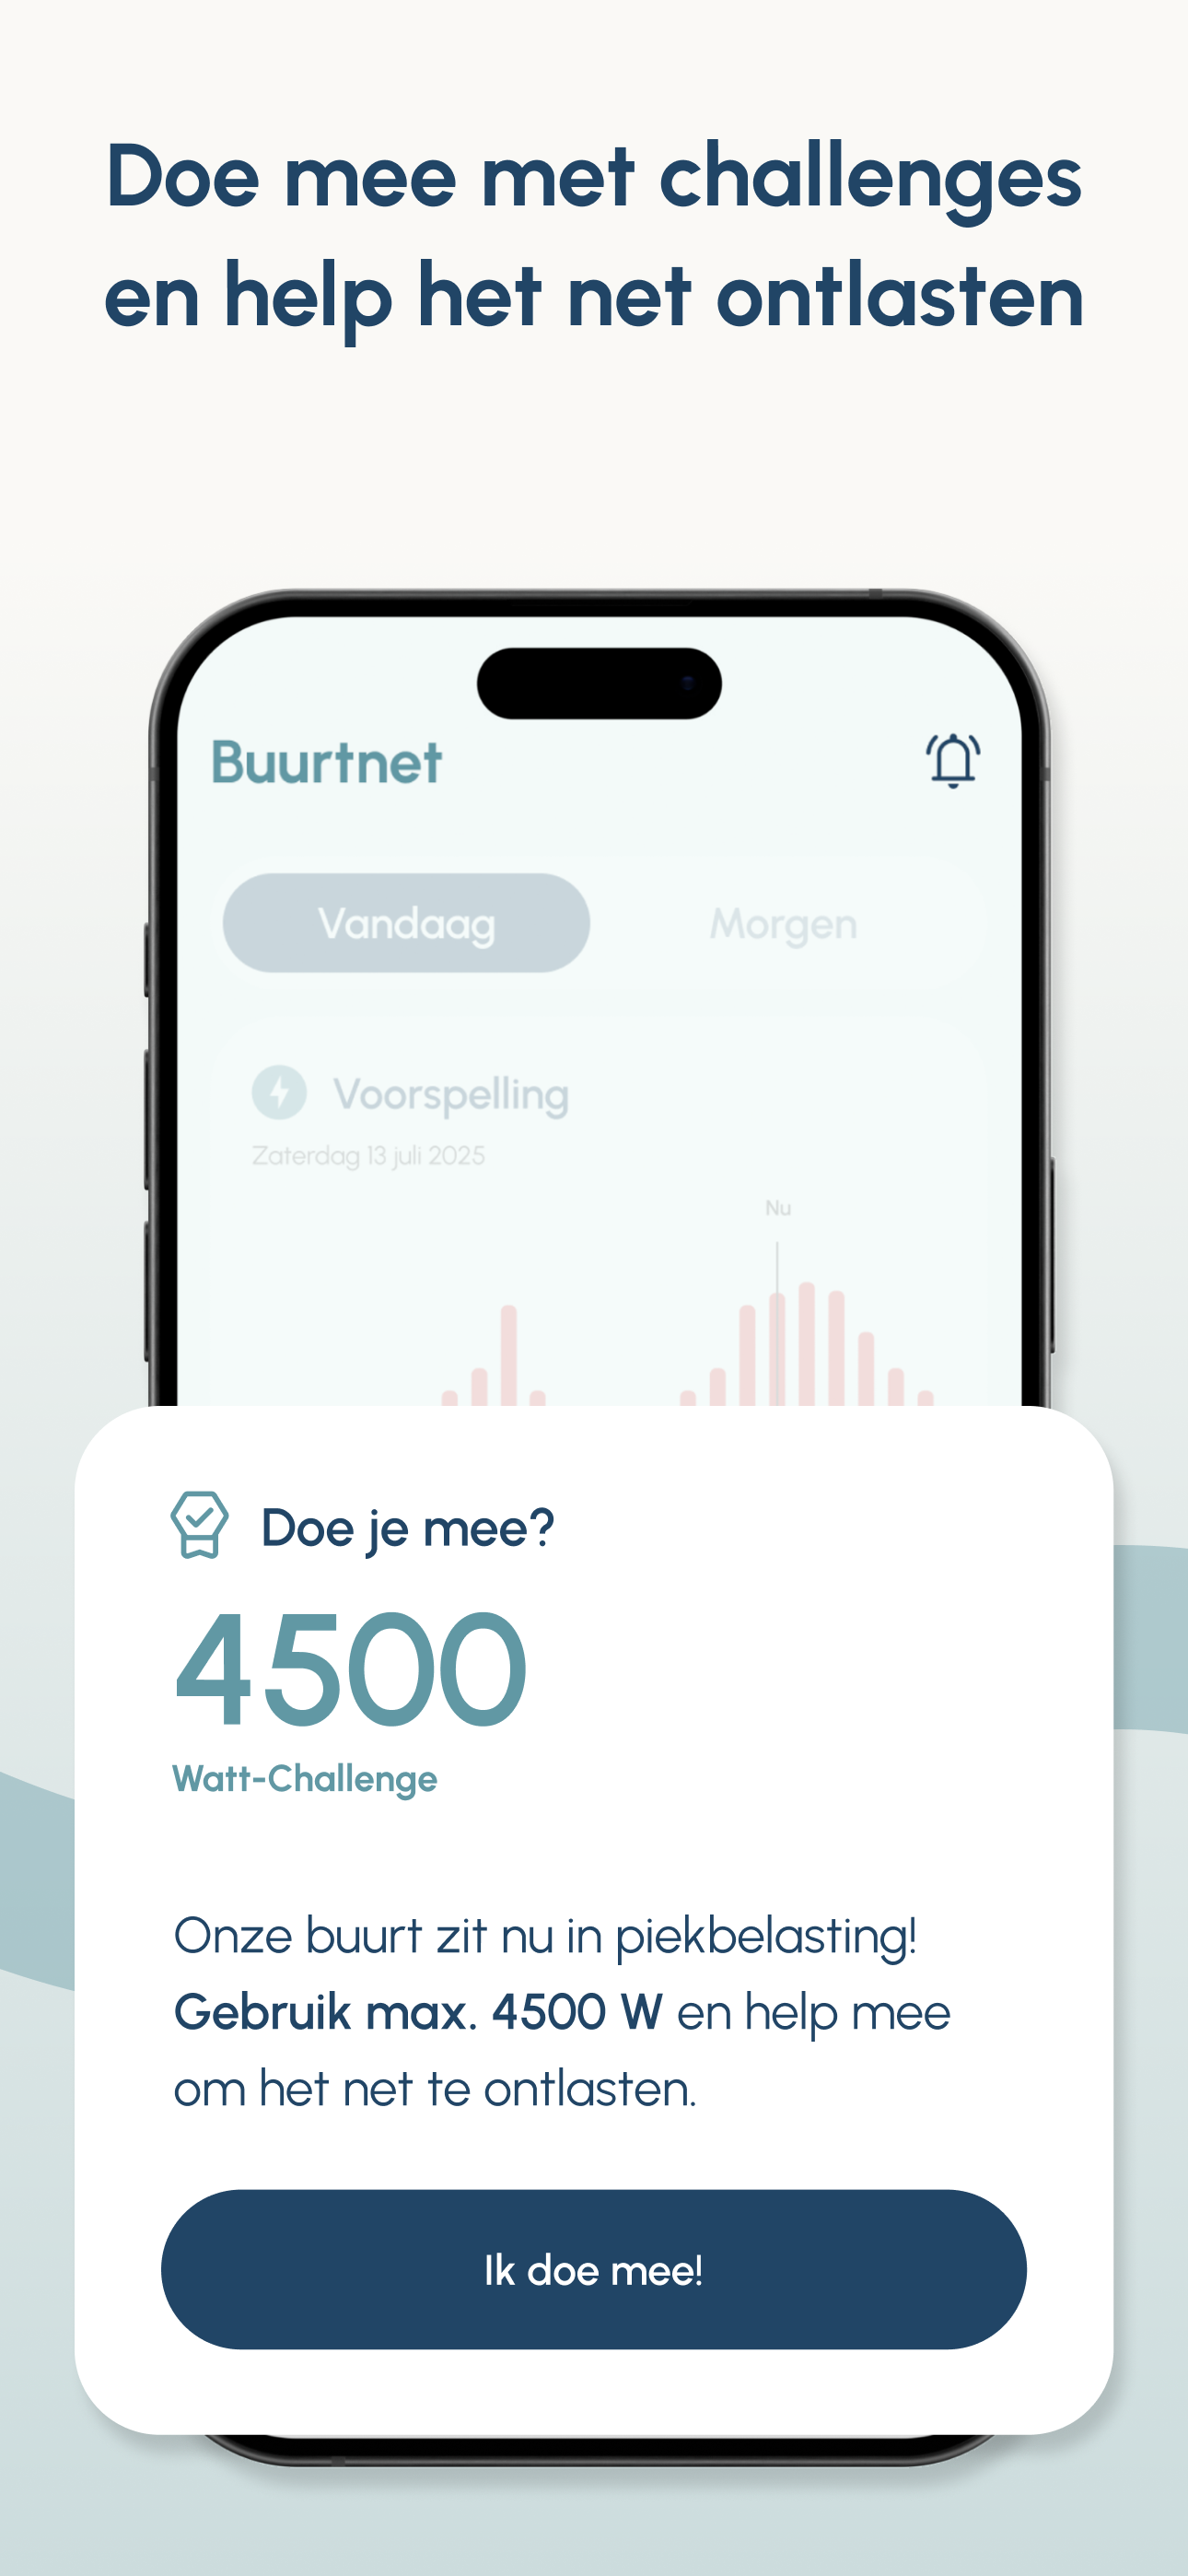 Doe mee met challenges
en help het net ontlasten
Buurtnet
Vandaag
Morgen
Voorspelling
Zaterdag 13 juli 2025
Nu
Doe je mee?
4500
Watt-Challenge
Onze buurt zit nu in piekbelasting!
Gebruik max. 4500 W en help mee
om het net te ontlasten.
Ik doe mee!